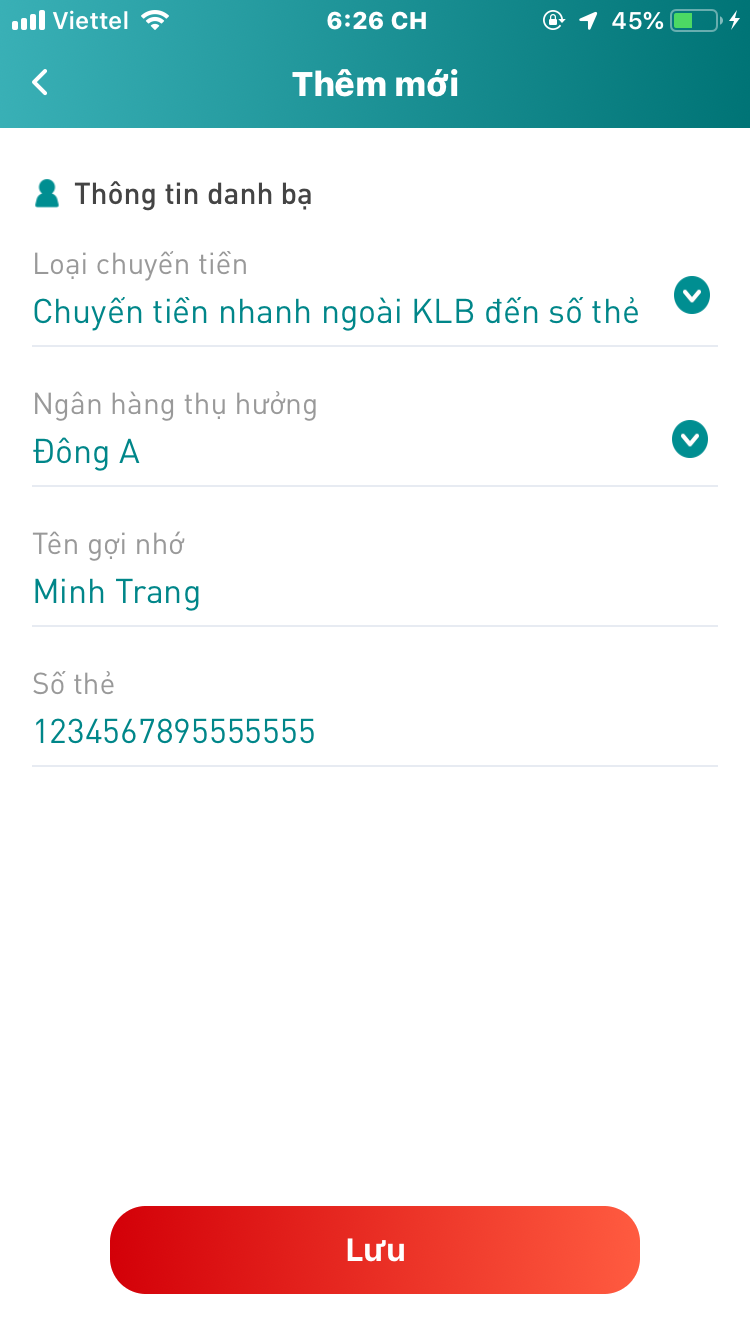 Viettel
6:26 CH
45%
Thêm mới
Thông tin danh bạ
Loại chuyển tiền
Chuyển tiền nhanh ngoài KLB đến số thẻ
Ngân hàng thụ hưởng
Đông A
Tên gợi nhớ
Minh Trang
Số thẻ
1234567895555555
Lưu